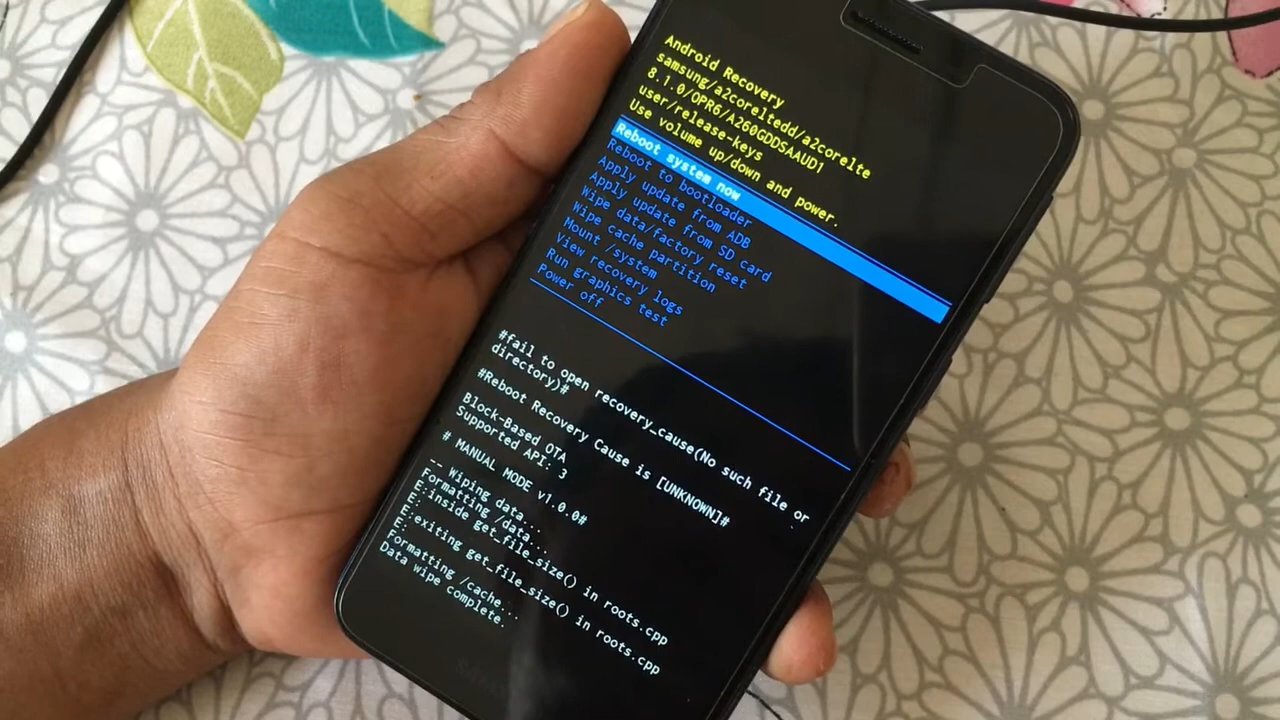 Android Recovery
samsung/a2coreltedd/a2corelte
8.1.0/OPR6/A260GDDSAAUD1
user/release-keys
Use volume up/down and power.
Reboot system now
Reboot to bootloader
Apply update from ADB
Apply update from SD card
Wipe data/factory reset
Wipe cache partition
Mount /system
View recovery logs
Run graphics test
Power off
#fail to open recovery_cause(No such file or
directory)#
#Reboot Recovery Cause is [UNKNOWN]#
Block-Based OTA
Supported API: 3
# MANUAL MODE v1.0.0#
-- Wiping data...
Formatting /data...
E:inside get_file_size() in roots.cpp
E:
E:exiting get_file_size() in roots.cpp
Formatting /cache...
Data wipe complete.